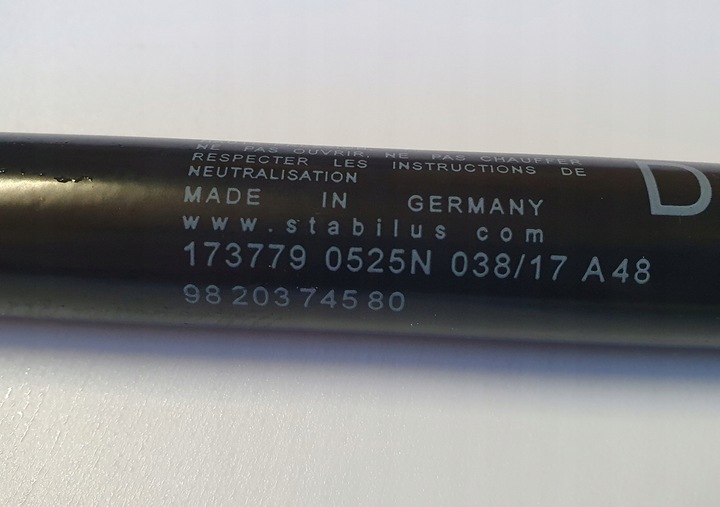 NE PAS OUVRIR. NE PAS CHAUFFER
RESPECTER LES INSTRUCTIONS DE
NEUTRALISATION
MADE IN GERMANY
www.stabilus com
173779 0525N 038/17 A48
98 203 745 80
D